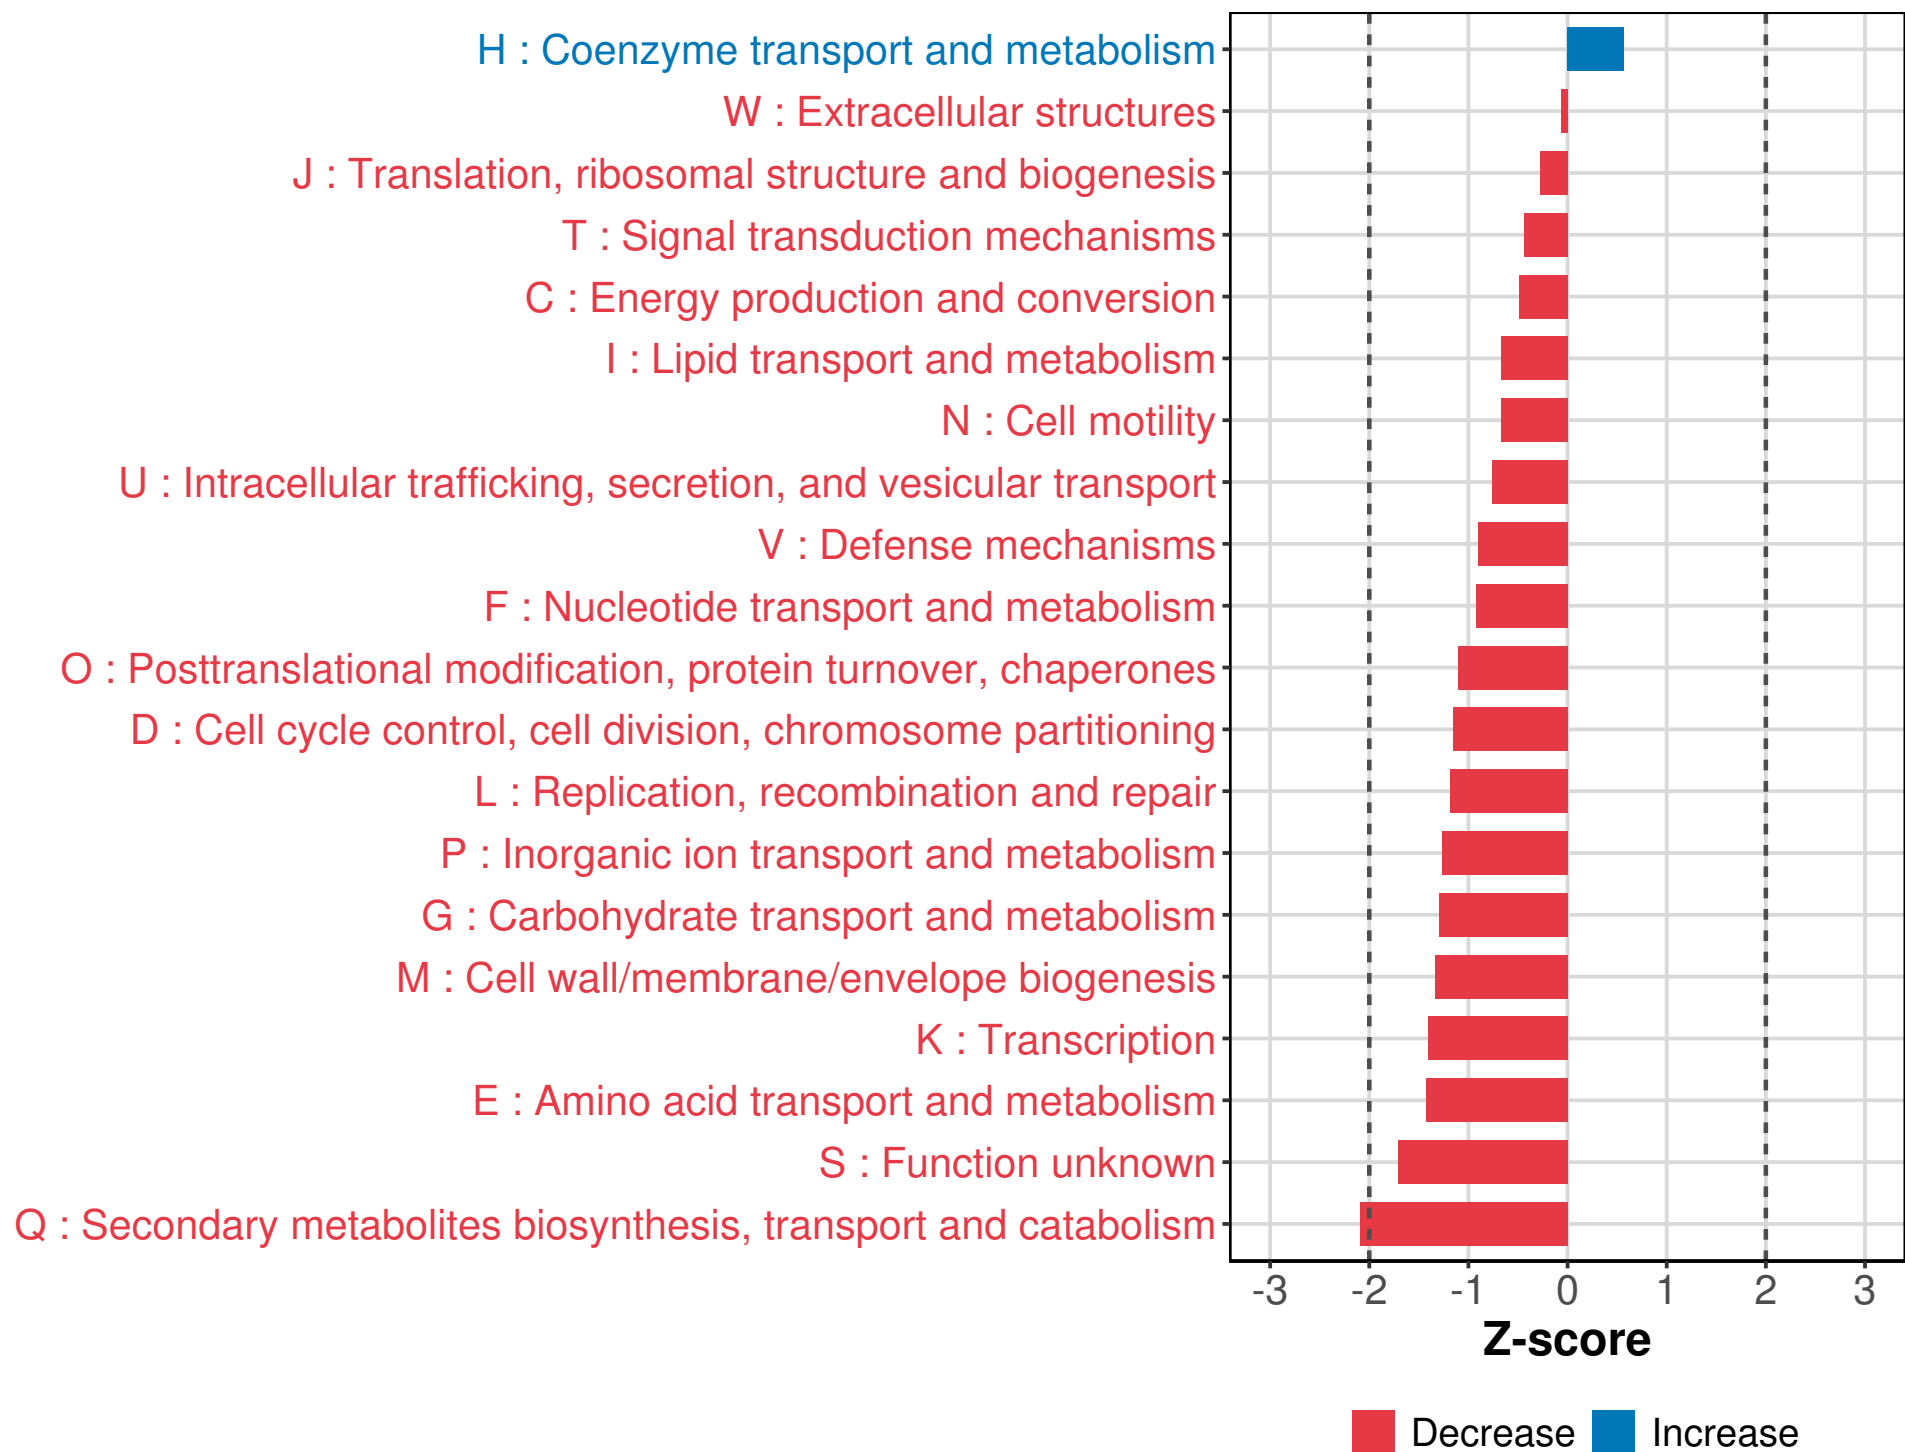 H : Coenzyme transport and metabolism
W : Extracellular structures
J : Translation, ribosomal structure and biogenesis
T : Signal transduction mechanisms
C : Energy production and conversion
I : Lipid transport and metabolism
N : Cell motility
U : Intracellular trafficking, secretion, and vesicular transport
V : Defense mechanisms
F : Nucleotide transport and metabolism
O : Posttranslational modification, protein turnover, chaperones
D : Cell cycle control, cell division, chromosome partitioning
L : Replication, recombination and repair
P : Inorganic ion transport and metabolism
G : Carbohydrate transport and metabolism
M : Cell wall/membrane/envelope biogenesis
K : Transcription
E : Amino acid transport and metabolism
S : Function unknown
Q : Secondary metabolites biosynthesis, transport and catabolism
-3 -2 -1 0 1 2 3
Z-score
Decrease Increase